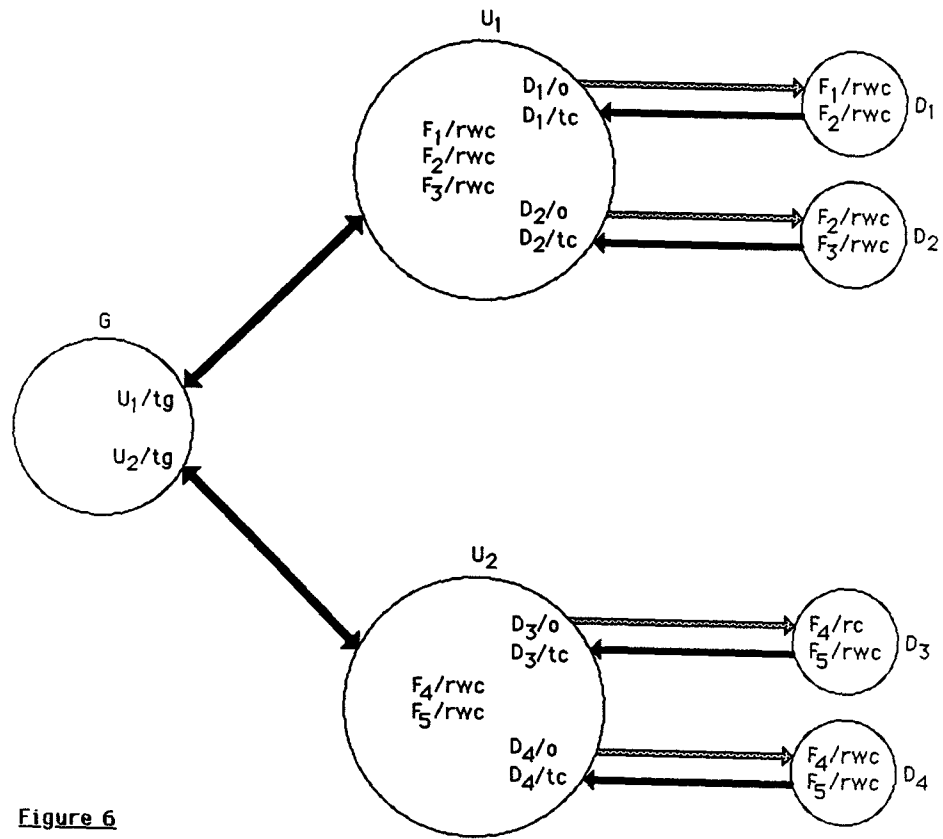 U1
D1/o
D1/tc
F1/rwc
F2/rwc
F3/rwc
D2/o
D2/tc
F1/rwc
F2/rwc
D1
F2/rwc
F3/rwc
D2
G
U1/tg
U2/tg
U2
D3/o
D3/tc
F4/rwc
F5/rwc
D4/o
D4/tc
F4/rc
F5/rwc
D3
F4/rwc
F5/rwc
D4
Figure 6